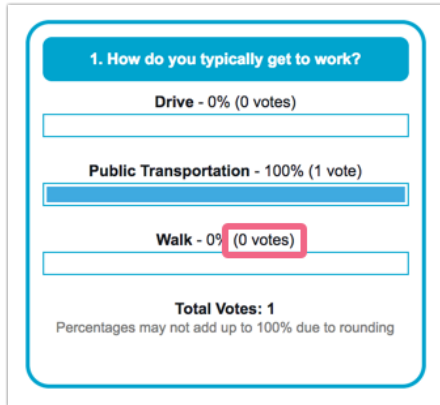 1. How do you typically get to work?
Drive - 0% (0 votes)
Public Transportation - 100% (1 vote)
Walk - 0% (0 votes)
Total Votes: 1
Percentages may not add up to 100% due to rounding